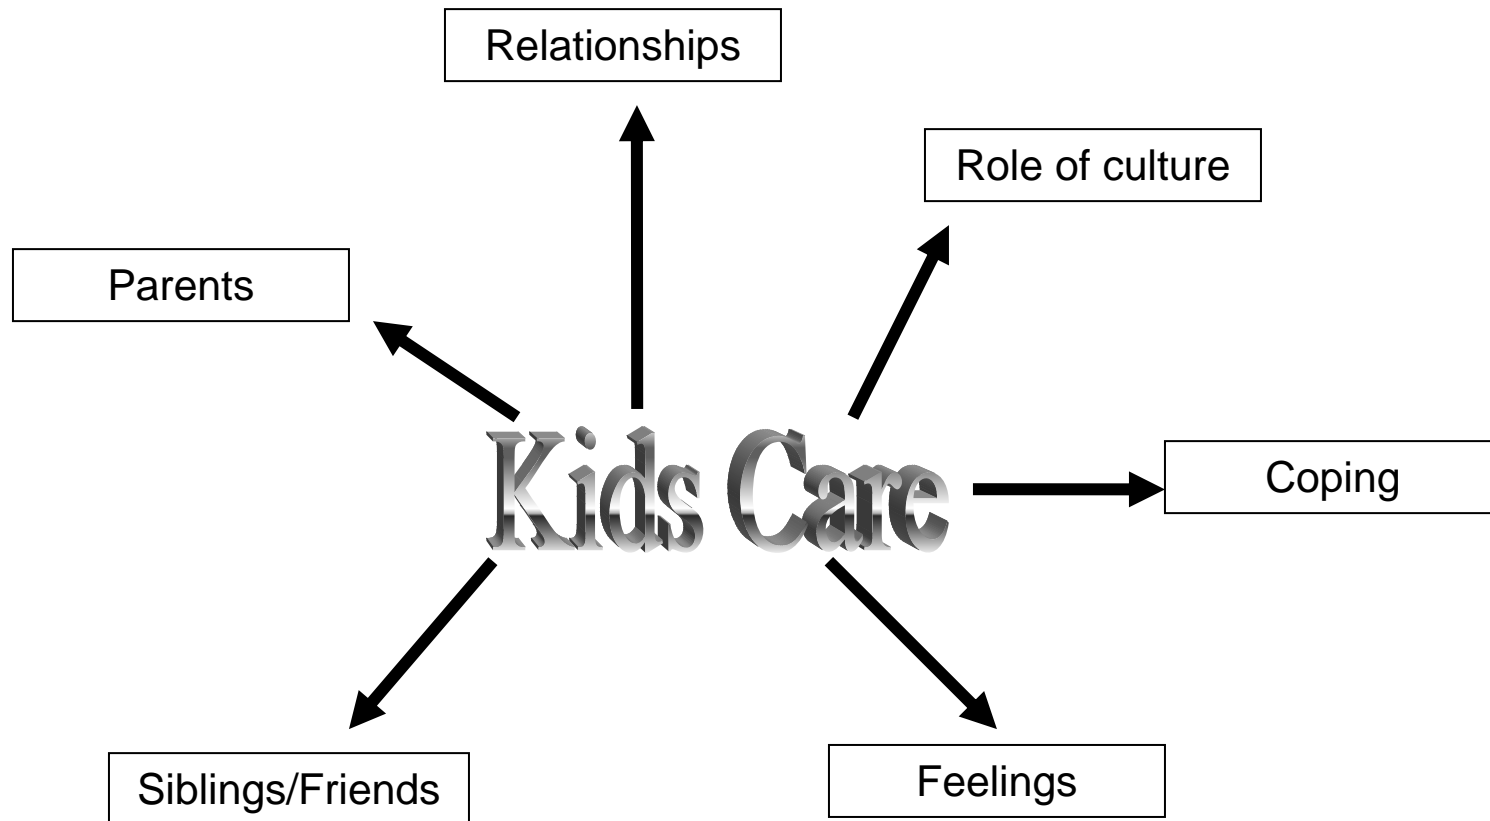 Relationships
Role of culture
Parents
Kids Care
Coping
Siblings/Friends
Feelings